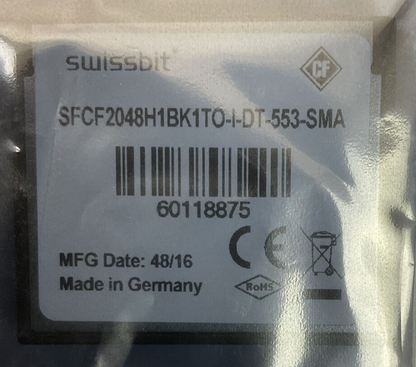 swissbit®
CF
SFCF2048H1BK1TO-I-DT-553-SMA
60118875
CE
MFG Date: 48/16
RoHS
Made in Germany